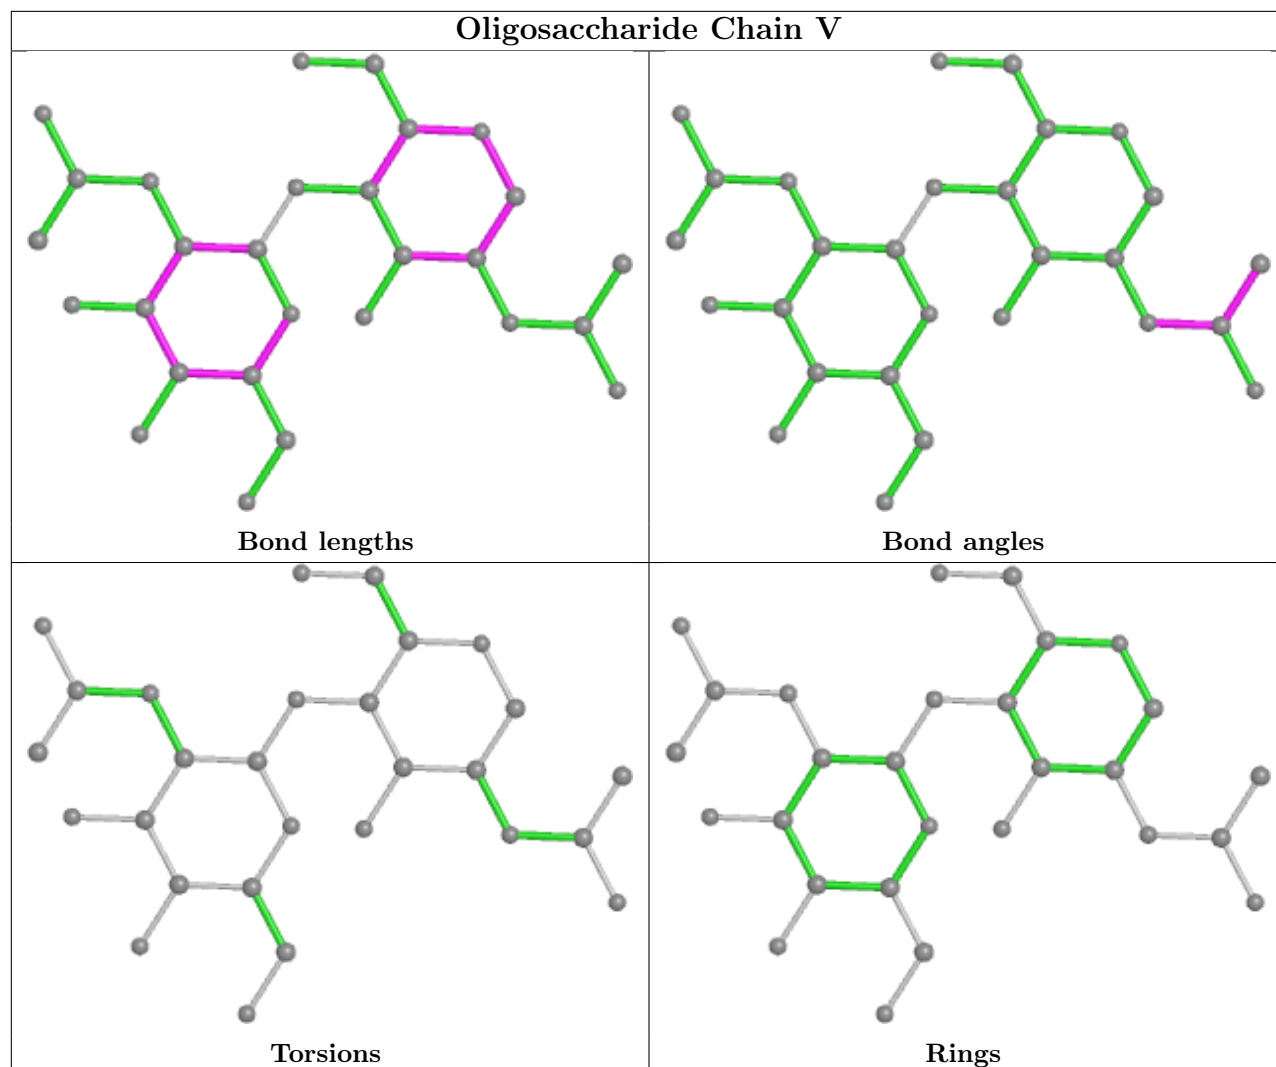 Oligosaccharide Chain V
Bond lengths
Bond angles
Torsions
Rings